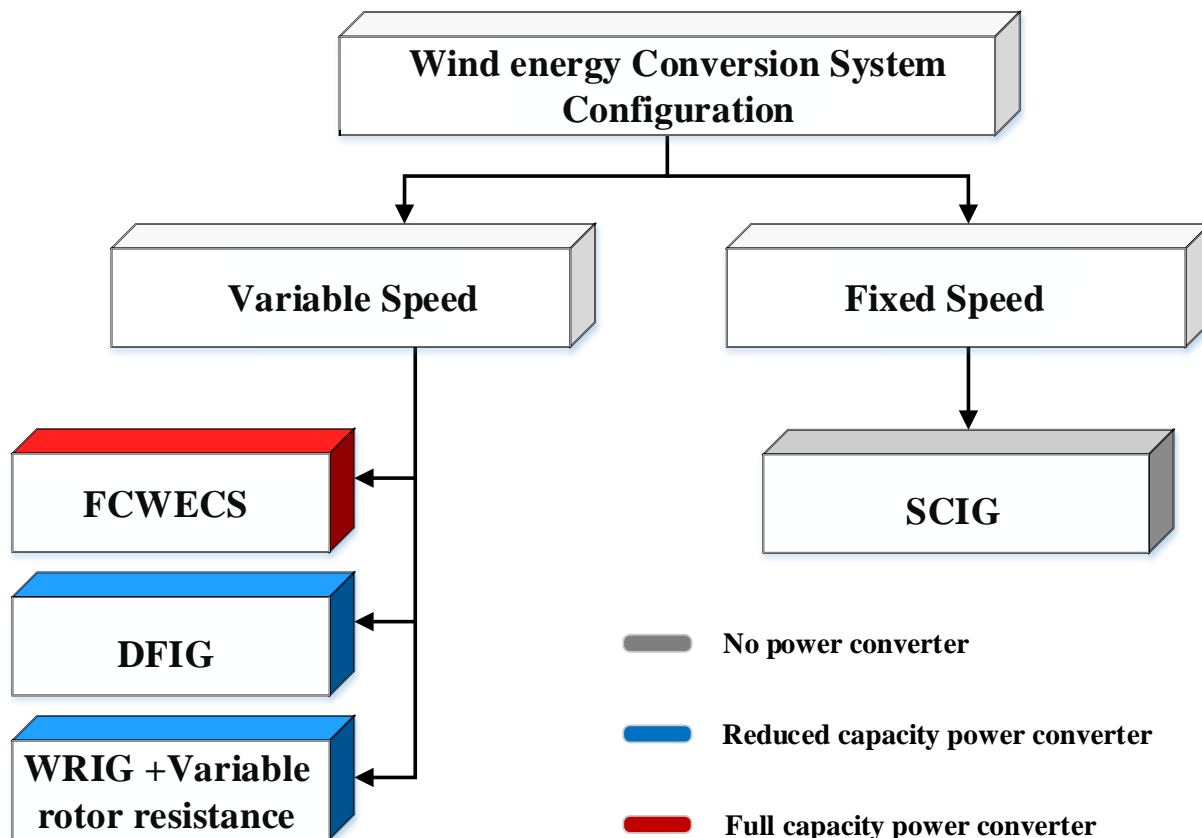 Wind energy Conversion System
Configuration
Variable Speed
Fixed Speed
FCWECS
SCIG
DFIG
No power converter
WRIG +Variable
rotor resistance
Reduced capacity power converter
Full capacity power converter